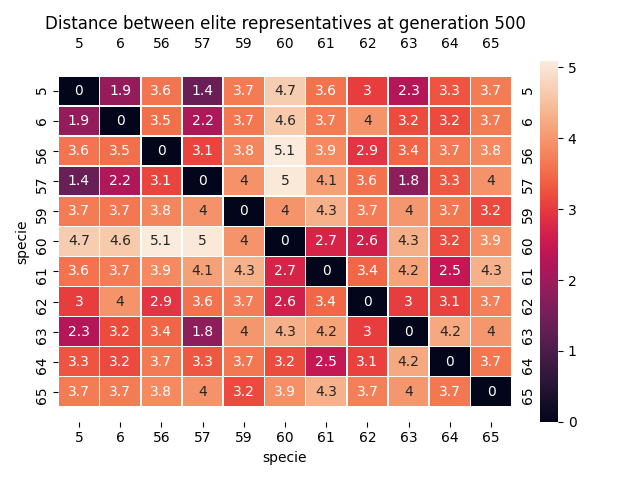 Distance between elite representatives at generation 500
5 6 56 57 59 60 61 62 63 64 65
5 0 1.9 3.6 1.4 3.7 4.7 3.6 3 2.3 3.3 3.7 5
6 1.9 0 3.5 2.2 3.7 4.6 3.7 4 3.2 3.2 3.7 6
56 3.6 3.5 0 3.1 3.8 5.1 3.9 2.9 3.4 3.7 3.8 56
57 1.4 2.2 3.1 0 4 5 4.1 3.6 1.8 3.3 4 57
59 3.7 3.7 3.8 4 0 4 4.3 3.7 4 3.7 3.2 59
60 4.7 4.6 5.1 5 4 0 2.7 2.6 4.3 3.2 3.9 60
61 3.6 3.7 3.9 4.1 4.3 2.7 0 3.4 4.2 2.5 4.3 61
62 3 4 2.9 3.6 3.7 2.6 3.4 0 3 3.1 3.7 62
63 2.3 3.2 3.4 1.8 4 4.3 4.2 3 0 4.2 4 63
64 3.3 3.2 3.7 3.3 3.7 3.2 2.5 3.1 4.2 0 3.7 64
65 3.7 3.7 3.8 4 3.2 3.9 4.3 3.7 4 3.7 0 65
5 6 56 57 59 60 61 62 63 64 65
specie
specie
5
4
3
2
1
0